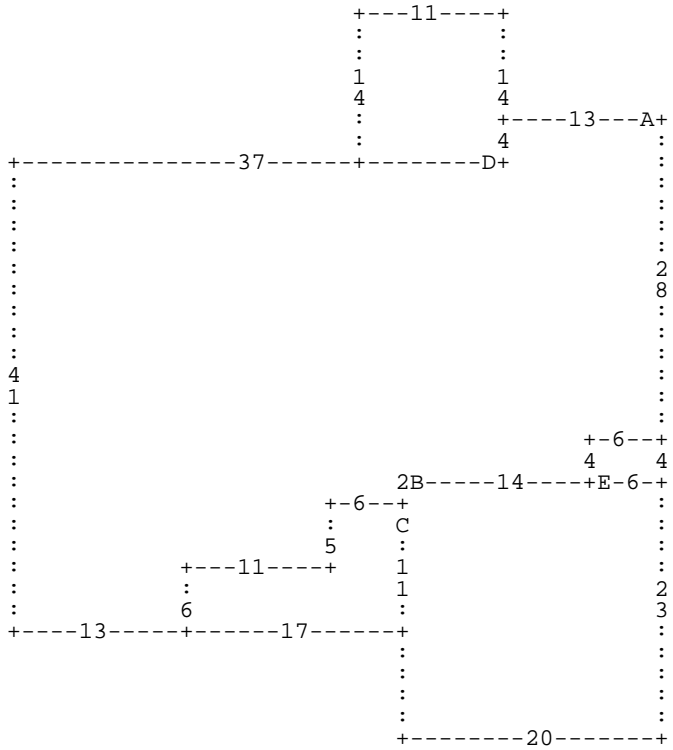 +---11----+
                        :         :
                        :         :
                        1         1
                        4         4
                        :         +----13---A+
                        :         4          :
+---------------37------+--------D+          :
:                                            :
:                                            :
:                                            :
:                                            :
:                                            2
:                                            8
:                                            :
:                                            :
:                                            :
4                                            :
1                                            :
:                                            :
:                                       +-6--+
:                                       4    4
:                          2B-----14----+E-6-+
:                     +-6--+                 :
:                     :    C                 :
:                     5    :                 :
:           +---11----+    1                 :
:           :              1                 2
:           6              :                 3
+----13-----+------17------+                 :
                           :                 :
                           :                 :
                           :                 :
                           :                 :
                           +--------20-------+